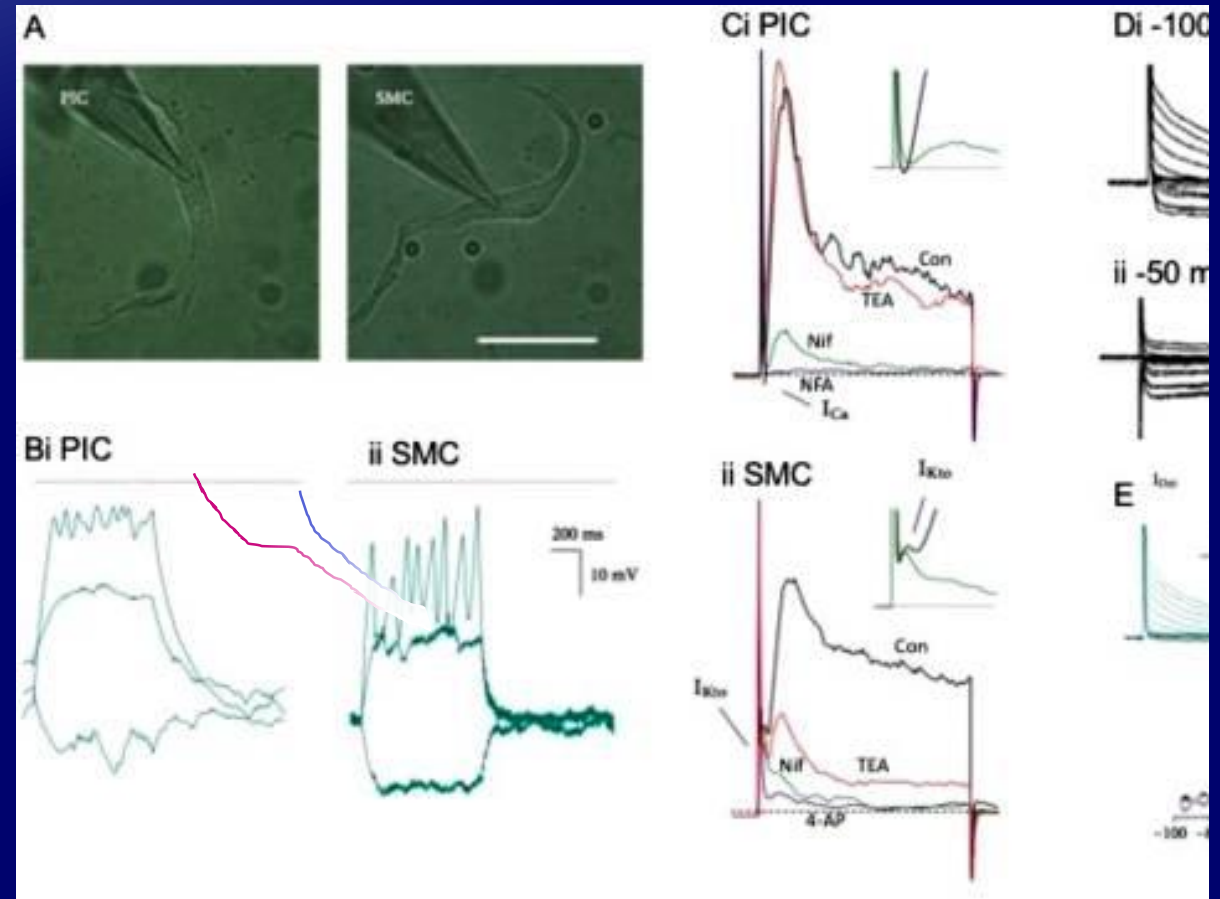 A
PIC
SMC
Bi PIC
ii SMC
200 ms
10 mV
Ci PIC
Con
TEA
Nif
NFA
ICa
ii SMC
IKto
Con
IKto
Nif
TEA
4-AP
Di -100
ii -50 m
E
-100